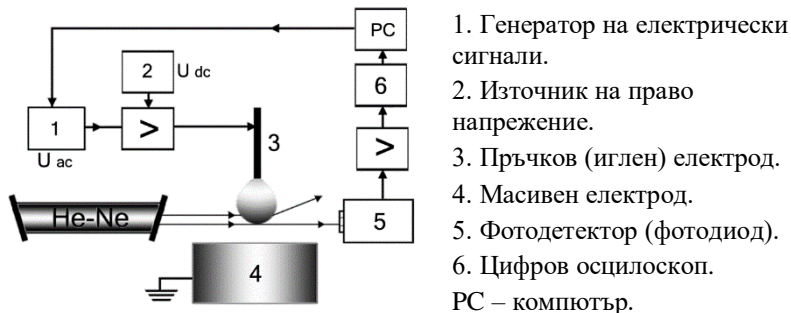 PC
2
U dc
6
1
>
3
>
U ac
He-Ne
5
4
1. Генератор на електрически
сигнали.
2. Източник на право
напрежение.
3. Пръчков (иглен) електрод.
4. Масивен електрод.
5. Фотодетектор (фотодиод).
6. Цифров осцилоскоп.
PC – компютър.